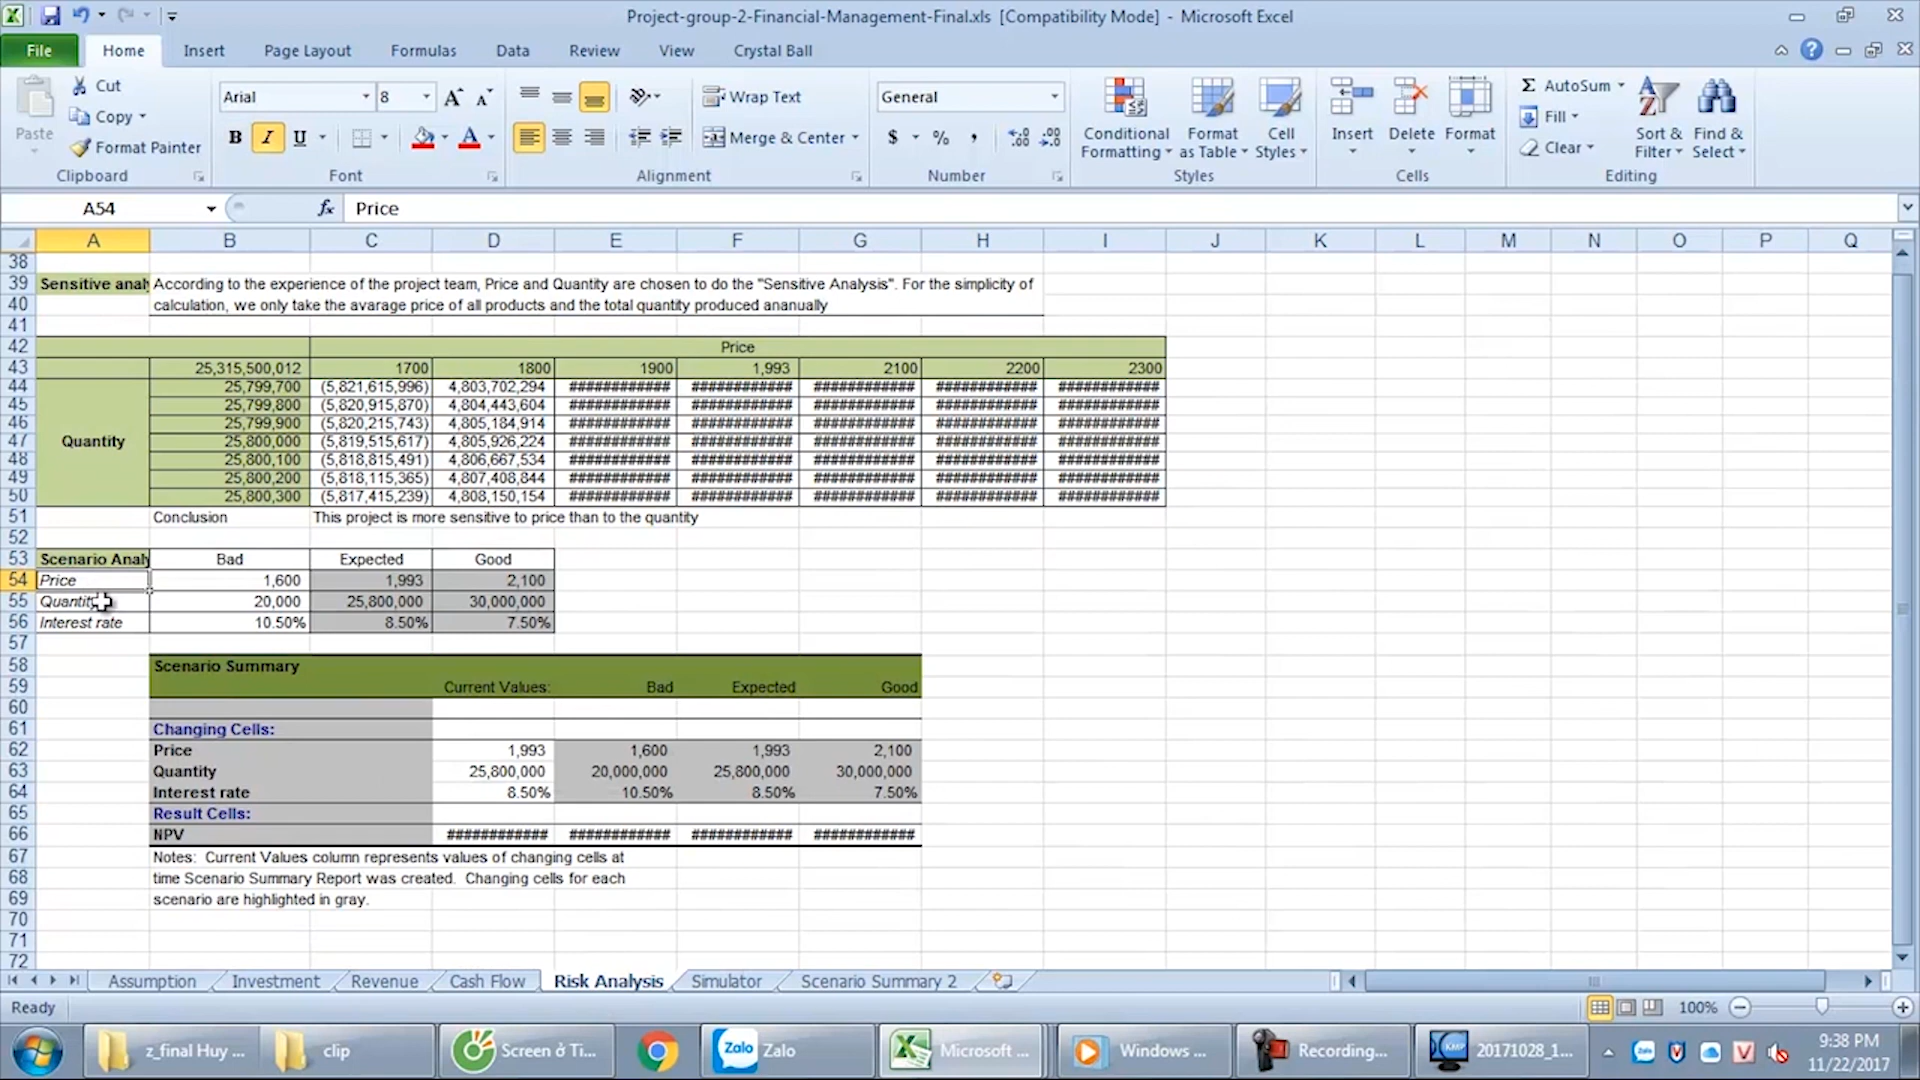 Project-group-2-Financial-Management-Final.xls [Compatibility Mode] - Microsoft Excel
File Home Insert Page Layout Formulas Data Review View Crystal Ball
Paste
Cut
Copy
Format Painter
Clipboard
Arial 8
B I U
Font
Wrap Text
Merge & Center
Alignment
General
$ % ,
Number
Conditional Formatting
Format as Table
Cell Styles
Styles
Insert Delete Format
Cells
AutoSum
Fill
Clear
Sort & Filter
Find & Select
Editing
A54 fx Price
A B C D E F G H I J K L M N O P Q
38
39 Sensitive analy According to the experience of the project team, Price and Quantity are chosen to do the "Sensitive Analysis". For the simplicity of
40 calculation, we only take the avarage price of all products and the total quantity produced ananually
41
42 Price
43 25,315,500,012 1700 1800 1900 1,993 2100 2200 2300
44 25,799,700 (5,821,615,996) 4,803,702,294 ############ ############ ############ ############ ############
45 25,799,800 (5,820,915,870) 4,804,443,604 ############ ############ ############ ############ ############
46 25,799,900 (5,820,215,743) 4,805,184,914 ############ ############ ############ ############ ############
47 Quantity 25,800,000 (5,819,515,617) 4,805,926,224 ############ ############ ############ ############ ############
48 25,800,100 (5,818,815,491) 4,806,667,534 ############ ############ ############ ############ ############
49 25,800,200 (5,818,115,365) 4,807,408,844 ############ ############ ############ ############ ############
50 25,800,300 (5,817,415,239) 4,808,150,154 ############ ############ ############ ############ ############
51 Conclusion This project is more sensitive to price than to the quantity
52
53 Scenario Analy Bad Expected Good
54 Price 1,600 1,993 2,100
55 Quantity 20,000 25,800,000 30,000,000
56 Interest rate 10.50% 8.50% 7.50%
57
58 Scenario Summary
59 Current Values: Bad Expected Good
60
61 Changing Cells:
62 Price 1,993 1,600 1,993 2,100
63 Quantity 25,800,000 20,000,000 25,800,000 30,000,000
64 Interest rate 8.50% 10.50% 8.50% 7.50%
65 Result Cells:
66 NPV ############ ############ ############ ############
67 Notes: Current Values column represents values of changing cells at
68 time Scenario Summary Report was created. Changing cells for each
69 scenario are highlighted in gray.
70
71
72
Assumption Investment Revenue Cash Flow Risk Analysis Simulator Scenario Summary 2
Ready 100%
z_final Huy ... clip Screen ở Ti... Zalo Zalo Microsoft ... Windows ... Recording... KMP 20171028_1... 9:38 PM
11/22/2017